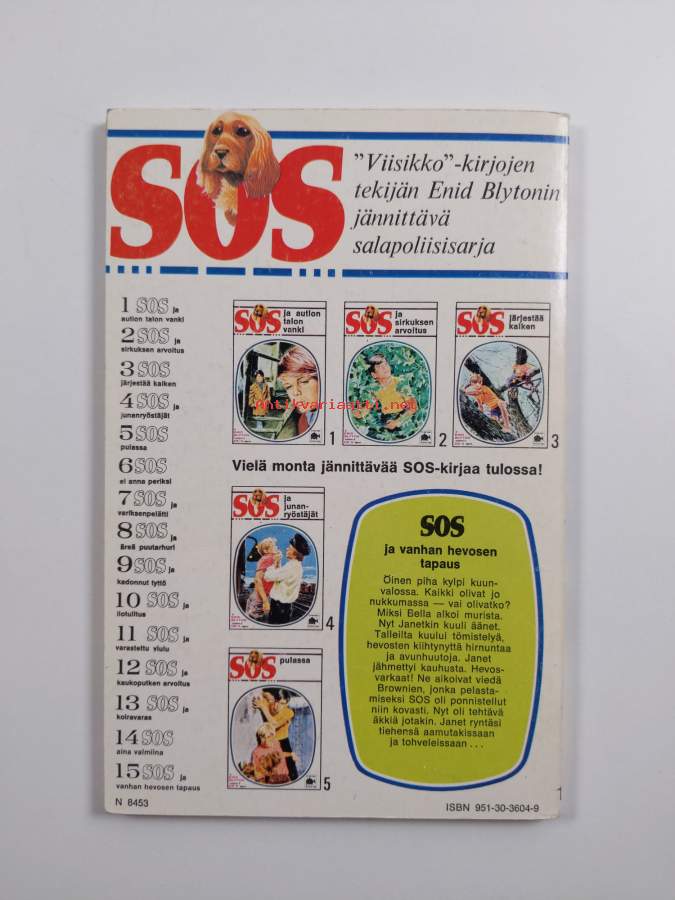 SOS
"Viisikko"-kirjojen
tekijän Enid Blytonin
jännittävä
salapoliisisarja
1 SOS ja
aution talon vanki
2 SOS ja
sirkuksen arvoitus
3 SOS
järjestää kaiken
4 SOS ja
junanryöstäjät
5 SOS
pulassa
6 SOS
ei anna periksi
7 SOS ja
variksenpelätti
8 SOS ja
äreä puutarhuri
9 SOS ja
kadonnut tyttö
10 SOS ja
ilotulitus
11 SOS ja
varastettu viulu
12 SOS ja
kaukoputken arvoitus
13 SOS ja
koiravaras
14 SOS
aina valmiina
15 SOS ja
vanhan hevosen tapaus
N 8453
SOS
ja aution
talon
vanki
1
SOS
ja
sirkuksen
arvoitus
2
SOS
järjestää
kaiken
3
antikvariaatti.net
Vielä monta jännittävää SOS-kirjaa tulossa!
SOS
ja
junan-
ryöstäjät
4
SOS
pulassa
5
SOS
ja vanhan hevosen
tapaus
Öinen piha kylpi kuun-
valossa. Kaikki olivat jo
nukkumassa — vai olivatko?
Miksi Bella alkoi murista.
Nyt Janetkin kuuli äänet.
Talleilta kuului tömistelyä,
hevosten kiihtynyttä hirnuntaa
ja avunhuutoja. Janet
jähmettyi kauhusta. Hevos-
varkaat! Ne aikoivat viedä
Brownien, jonka pelasta-
miseksi SOS oli ponnistellut
niin kovasti. Nyt oli tehtävä
äkkiä jotakin. Janet ryntäsi
tiehensä aamutakissaan
ja tohveleissaan . . .
1
ISBN 951-30-3604-9